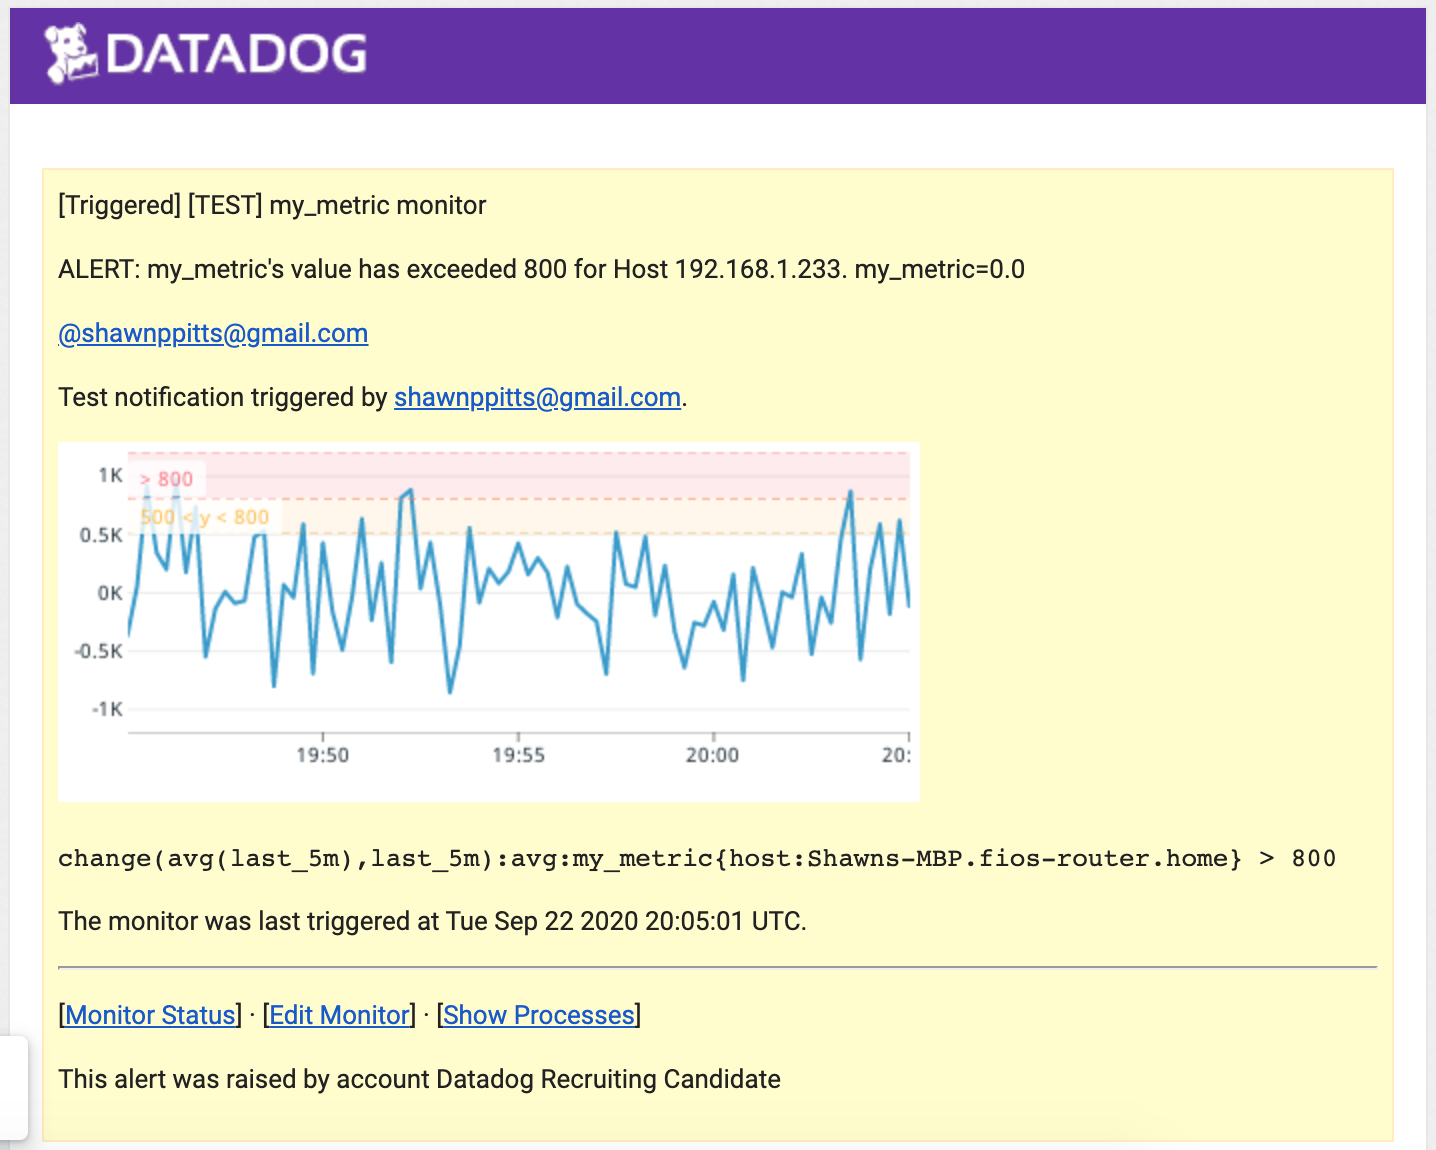 DATADOG
[Triggered] [TEST] my_metric monitor
ALERT: my_metric's value has exceeded 800 for Host 192.168.1.233. my_metric=0.0
@shawnppitts@gmail.com
Test notification triggered by shawnppitts@gmail.com.
1K
> 800
500 < y < 800
0.5K
0K
-0.5K
-1K
19:50 19:55 20:00 20:
change(avg(last_5m),last_5m):avg:my_metric{host:Shawns-MBP.fios-router.home} > 800
The monitor was last triggered at Tue Sep 22 2020 20:05:01 UTC.
[Monitor Status] · [Edit Monitor] · [Show Processes]
This alert was raised by account Datadog Recruiting Candidate